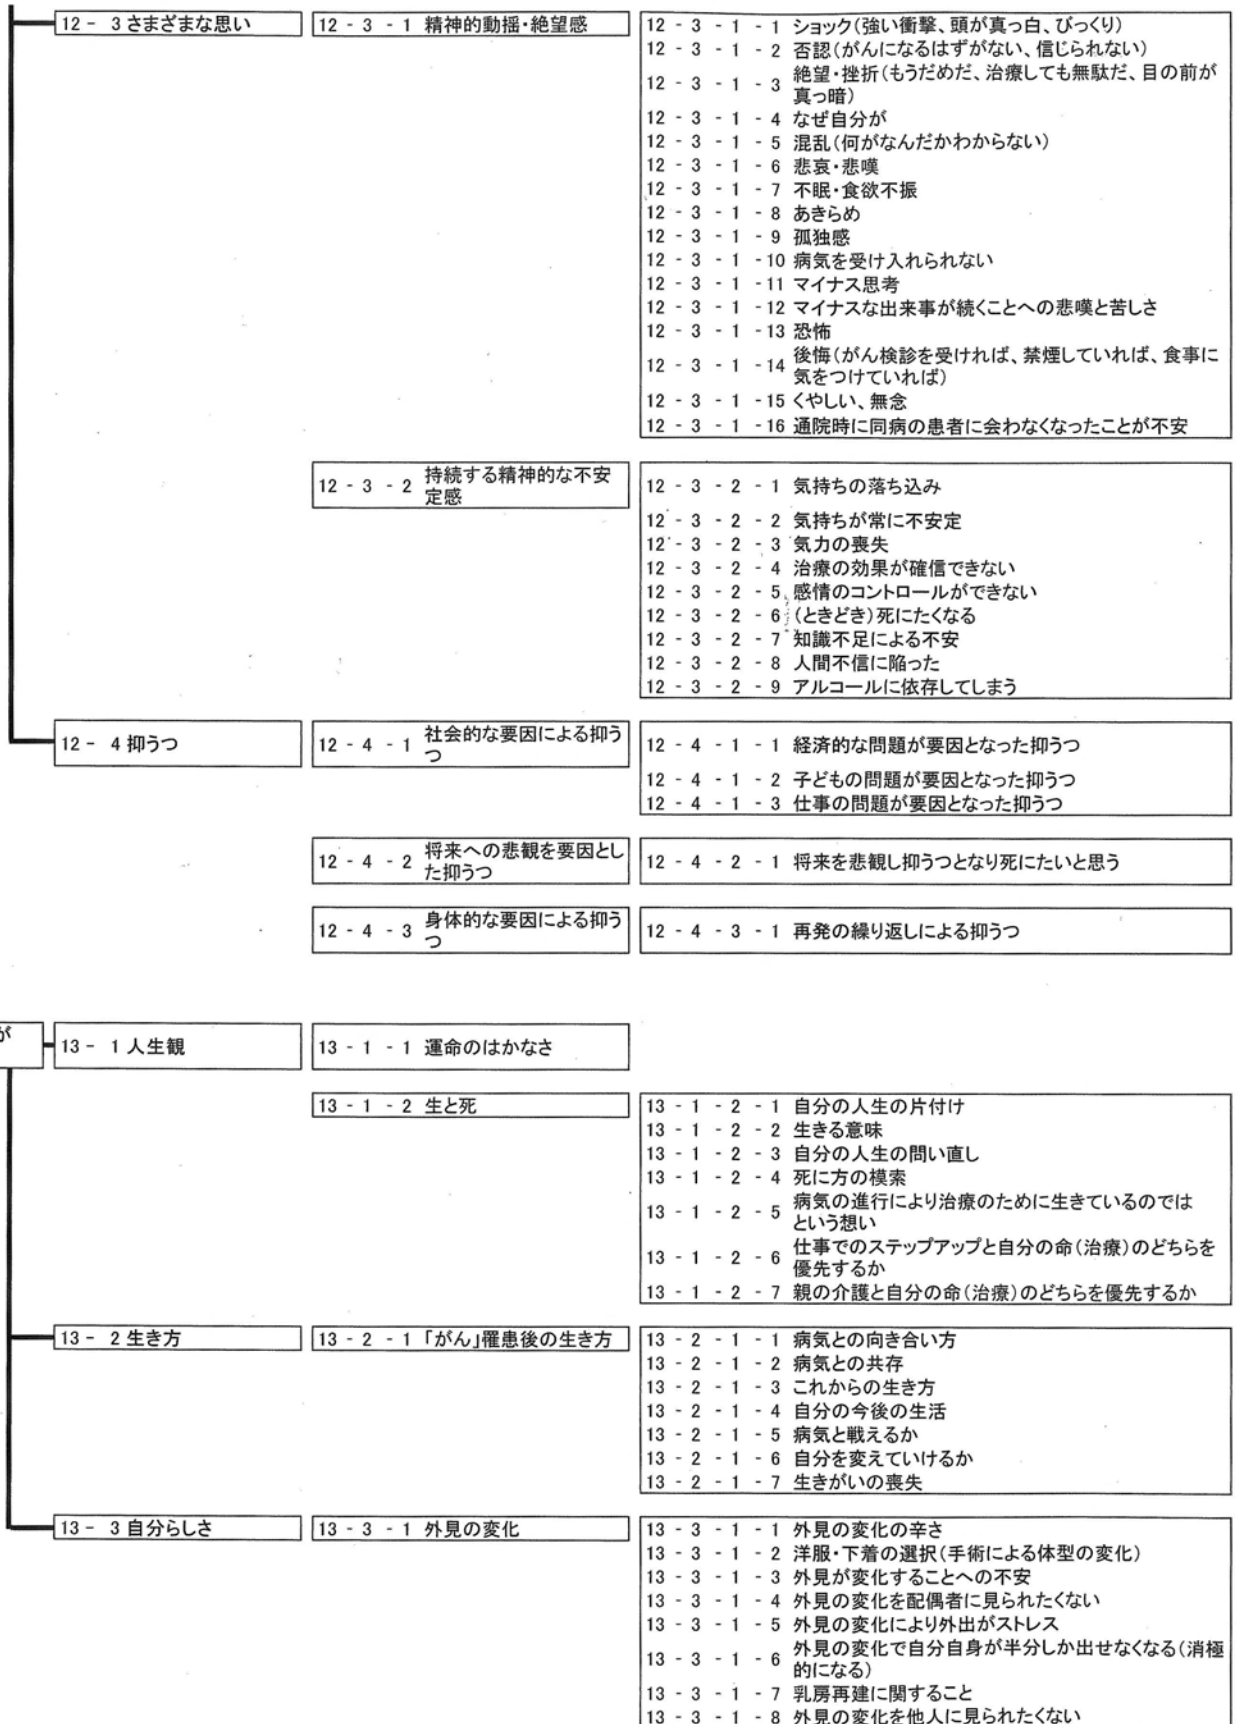 12 - 3 さまざまな思い
12 - 3 - 1 精神的動揺・絶望感
12 - 3 - 1 - 1 ショック(強い衝撃、頭が真っ白、びっくり)
12 - 3 - 1 - 2 否認(がんになるはずがない、信じられない)
12 - 3 - 1 - 3 絶望・挫折(もうだめだ、治療しても無駄だ、目の前が
真っ暗)
12 - 3 - 1 - 4 なぜ自分が
12 - 3 - 1 - 5 混乱(何がなんだかわからない)
12 - 3 - 1 - 6 悲哀・悲嘆
12 - 3 - 1 - 7 不眠・食欲不振
12 - 3 - 1 - 8 あきらめ
12 - 3 - 1 - 9 孤独感
12 - 3 - 1 -10 病気を受け入れられない
12 - 3 - 1 -11 マイナス思考
12 - 3 - 1 -12 マイナスな出来事が続くことへの悲嘆と苦しさ
12 - 3 - 1 -13 恐怖
12 - 3 - 1 -14 後悔(がん検診を受ければ、禁煙していれば、食事に
気をつけていれば)
12 - 3 - 1 -15 くやしい、無念
12 - 3 - 1 -16 通院時に同病の患者に会わなくなったことが不安
12 - 3 - 2 持続する精神的な不安
定感
12 - 3 - 2 - 1 気持ちの落ち込み
12 - 3 - 2 - 2 気持ちが常に不安定
12 - 3 - 2 - 3 気力の喪失
12 - 3 - 2 - 4 治療の効果が確信できない
12 - 3 - 2 - 5 感情のコントロールができない
12 - 3 - 2 - 6 (ときどき)死にたくなる
12 - 3 - 2 - 7 知識不足による不安
12 - 3 - 2 - 8 人間不信に陥った
12 - 3 - 2 - 9 アルコールに依存してしまう
12 - 4 抑うつ
12 - 4 - 1 社会的な要因による抑う
つ
12 - 4 - 1 - 1 経済的な問題が要因となった抑うつ
12 - 4 - 1 - 2 子どもの問題が要因となった抑うつ
12 - 4 - 1 - 3 仕事の問題が要因となった抑うつ
12 - 4 - 2 将来への悲観を要因とし
た抑うつ
12 - 4 - 2 - 1 将来を悲観し抑うつとなり死にたいと思う
12 - 4 - 3 身体的な要因による抑う
つ
12 - 4 - 3 - 1 再発の繰り返しによる抑うつ
が
13 - 1 人生観
13 - 1 - 1 運命のはかなさ
13 - 1 - 2 生と死
13 - 1 - 2 - 1 自分の人生の片付け
13 - 1 - 2 - 2 生きる意味
13 - 1 - 2 - 3 自分の人生の問い直し
13 - 1 - 2 - 4 死に方の模索
13 - 1 - 2 - 5 病気の進行により治療のために生きているのでは
という想い
13 - 1 - 2 - 6 仕事でのステップアップと自分の命(治療)のどちらを
優先するか
13 - 1 - 2 - 7 親の介護と自分の命(治療)のどちらを優先するか
13 - 2 生き方
13 - 2 - 1 「がん」罹患後の生き方
13 - 2 - 1 - 1 病気との向き合い方
13 - 2 - 1 - 2 病気との共存
13 - 2 - 1 - 3 これからの生き方
13 - 2 - 1 - 4 自分の今後の生活
13 - 2 - 1 - 5 病気と戦えるか
13 - 2 - 1 - 6 自分を変えていけるか
13 - 2 - 1 - 7 生きがいの喪失
13 - 3 自分らしさ
13 - 3 - 1 外見の変化
13 - 3 - 1 - 1 外見の変化の辛さ
13 - 3 - 1 - 2 洋服・下着の選択(手術による体型の変化)
13 - 3 - 1 - 3 外見が変化することへの不安
13 - 3 - 1 - 4 外見の変化を配偶者に見られたくない
13 - 3 - 1 - 5 外見の変化により外出がストレス
13 - 3 - 1 - 6 外見の変化で自分自身が半分しか出せなくなる(消極
的になる)
13 - 3 - 1 - 7 乳房再建に関すること
13 - 3 - 1 - 8 外見の変化を他人に見られたくない